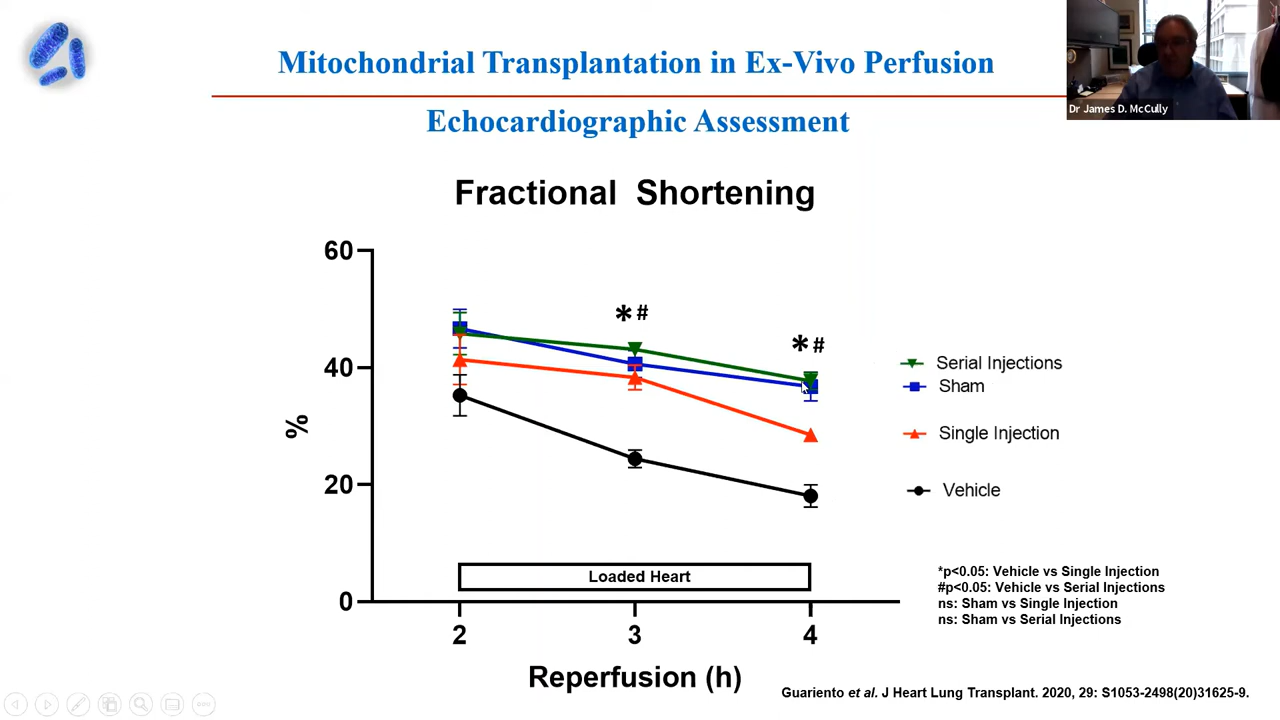 Mitochondrial Transplantation in Ex-Vivo Perfusion
Dr James D. McCully
Echocardiographic Assessment
Fractional Shortening
60
*#
*#
40
Serial Injections
Sham
%
Single Injection
20
Vehicle
Loaded Heart
*p<0.05: Vehicle vs Single Injection
#p<0.05: Vehicle vs Serial Injections
ns: Sham vs Single Injection
ns: Sham vs Serial Injections
0
2 3 4
Reperfusion (h)
Guariento et al. J Heart Lung Transplant. 2020, 29: S1053-2498(20)31625-9.